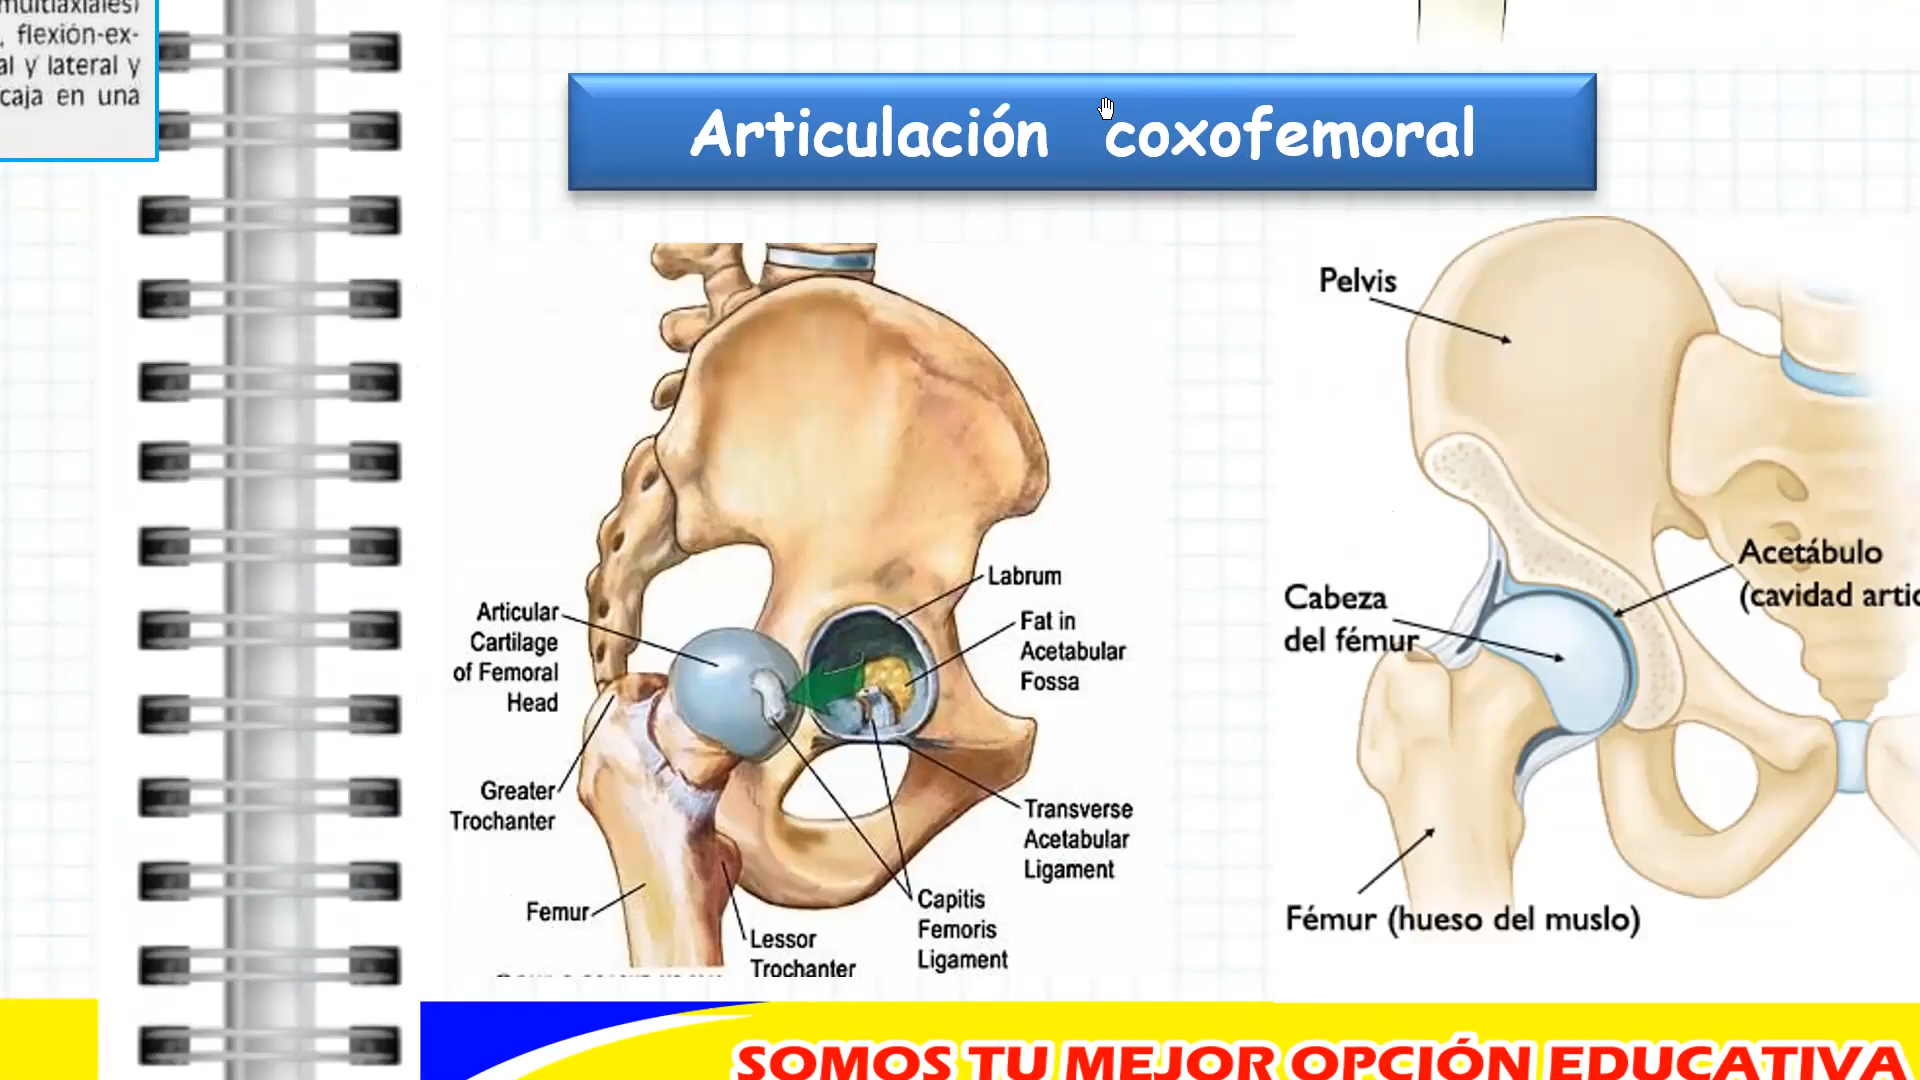 multiaxiales)
, flexión-ex-
al y lateral y
caja en una
Articulación coxofemoral
Labrum
Fat in
Acetabular
Fossa
Articular
Cartilage
of Femoral
Head
Greater
Trochanter
Femur
Lessor
Trochanter
Capitis
Femoris
Ligament
Transverse
Acetabular
Ligament
Pelvis
Acetábulo
(cavidad artic
Cabeza
del fémur
Fémur (hueso del muslo)
SOMOS TU MEJOR OPCIÓN EDUCATIVA